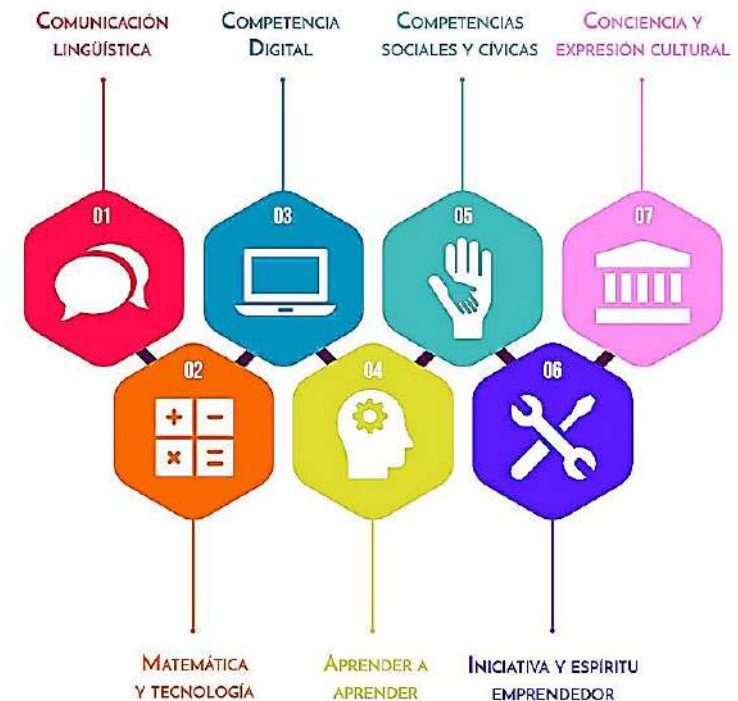 COMUNICACIÓN
LINGÜÍSTICA
COMPETENCIA
DIGITAL
COMPETENCIAS
SOCIALES Y CÍVICAS
CONCIENCIA Y
EXPRESIÓN CULTURAL
01
03
05
07
02
04
06
MATEMÁTICA
Y TECNOLOGÍA
APRENDER A
APRENDER
INICIATIVA Y ESPÍRITU
EMPRENDEDOR